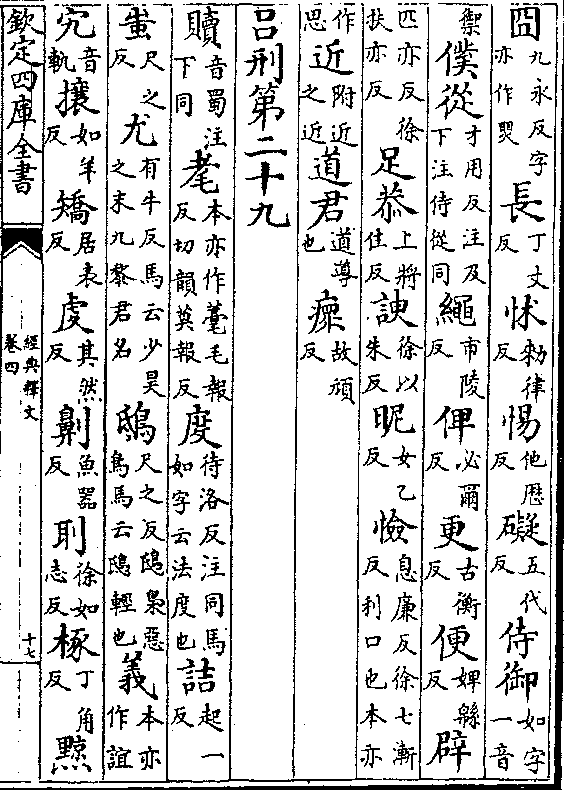 囧九永反字亦作煚長丁丈反怵勑律反惕他厯反礙五代反侍御如字一音
禦僕從才用反注及下注侍從同繩市陵反俾必爾反更古衡反便婢緜反辟
匹亦反徐扶亦反足恭上將住反諛徐以朱反昵女乙反憸息廉反徐七漸反利口也本亦
作思近附近之近道君道導也瘝故頑反
呂刑第二十九
贖音蜀注下同耄本亦作薹毛報反切韻莫報反度待洛反注同馬如字云法度也詰起一反
蚩尺之反尤有牛反馬云少昊之末九黎君名鴟尺之反鴟梟惡鳥馬云鴟輕也義本亦作誼
宄音軌攘如羊反矯居表反虔其然反劓魚器反刵徐如志反椓丁角反黥
欽定四庫全書
經典釋文
卷四
十七